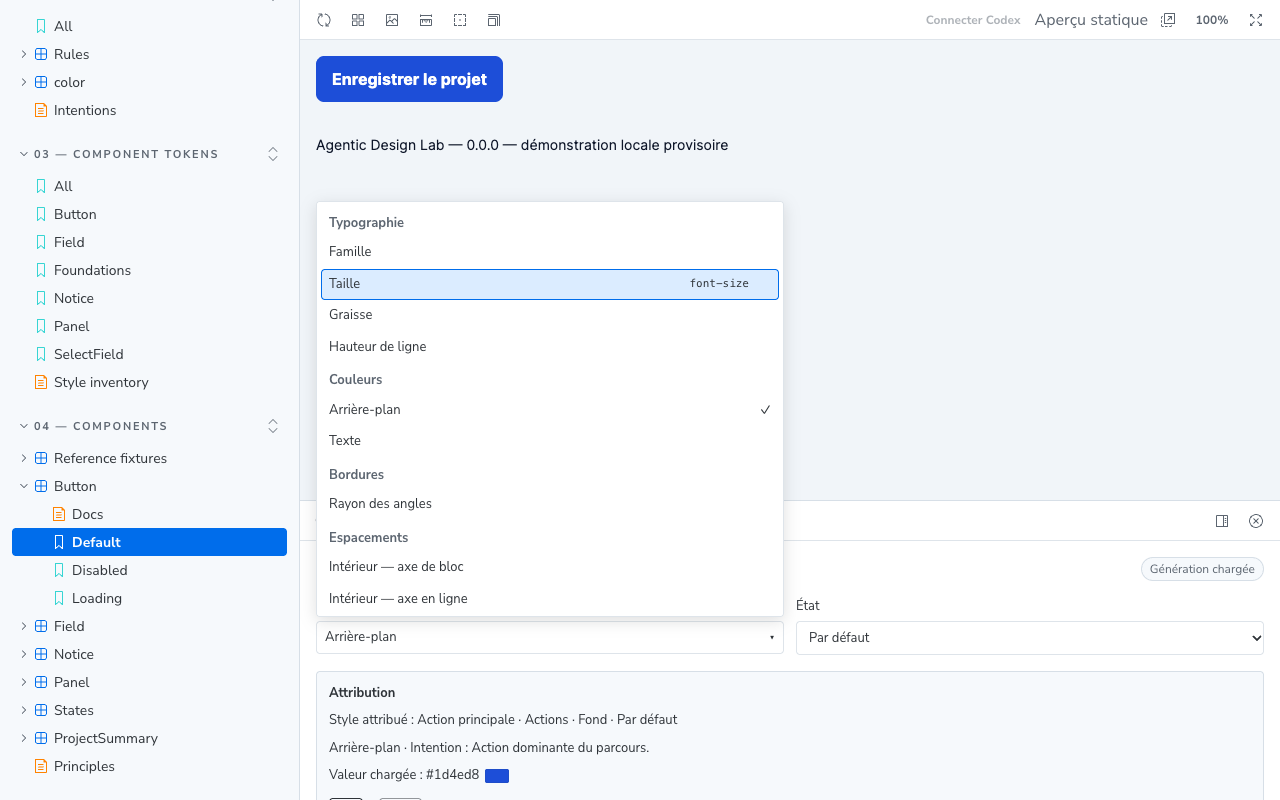 All
Rules
color
Intentions
03 — COMPONENT TOKENS
All
Button
Field
Foundations
Notice
Panel
SelectField
Style inventory
04 — COMPONENTS
Reference fixtures
Button
Docs
Default
Disabled
Loading
Field
Notice
Panel
States
ProjectSummary
Principles
Connecter Codex Aperçu statique 100%
Enregistrer le projet
Agentic Design Lab — 0.0.0 — démonstration locale provisoire
Typographie
Famille
Taille font-size
Graisse
Hauteur de ligne
Couleurs
Arrière-plan
Texte
Bordures
Rayon des angles
Espacements
Intérieur — axe de bloc
Intérieur — axe en ligne
Génération chargée
État
Arrière-plan
Par défaut
Attribution
Style attribué : Action principale · Actions · Fond · Par défaut
Arrière-plan · Intention : Action dominante du parcours.
Valeur chargée : #1d4ed8